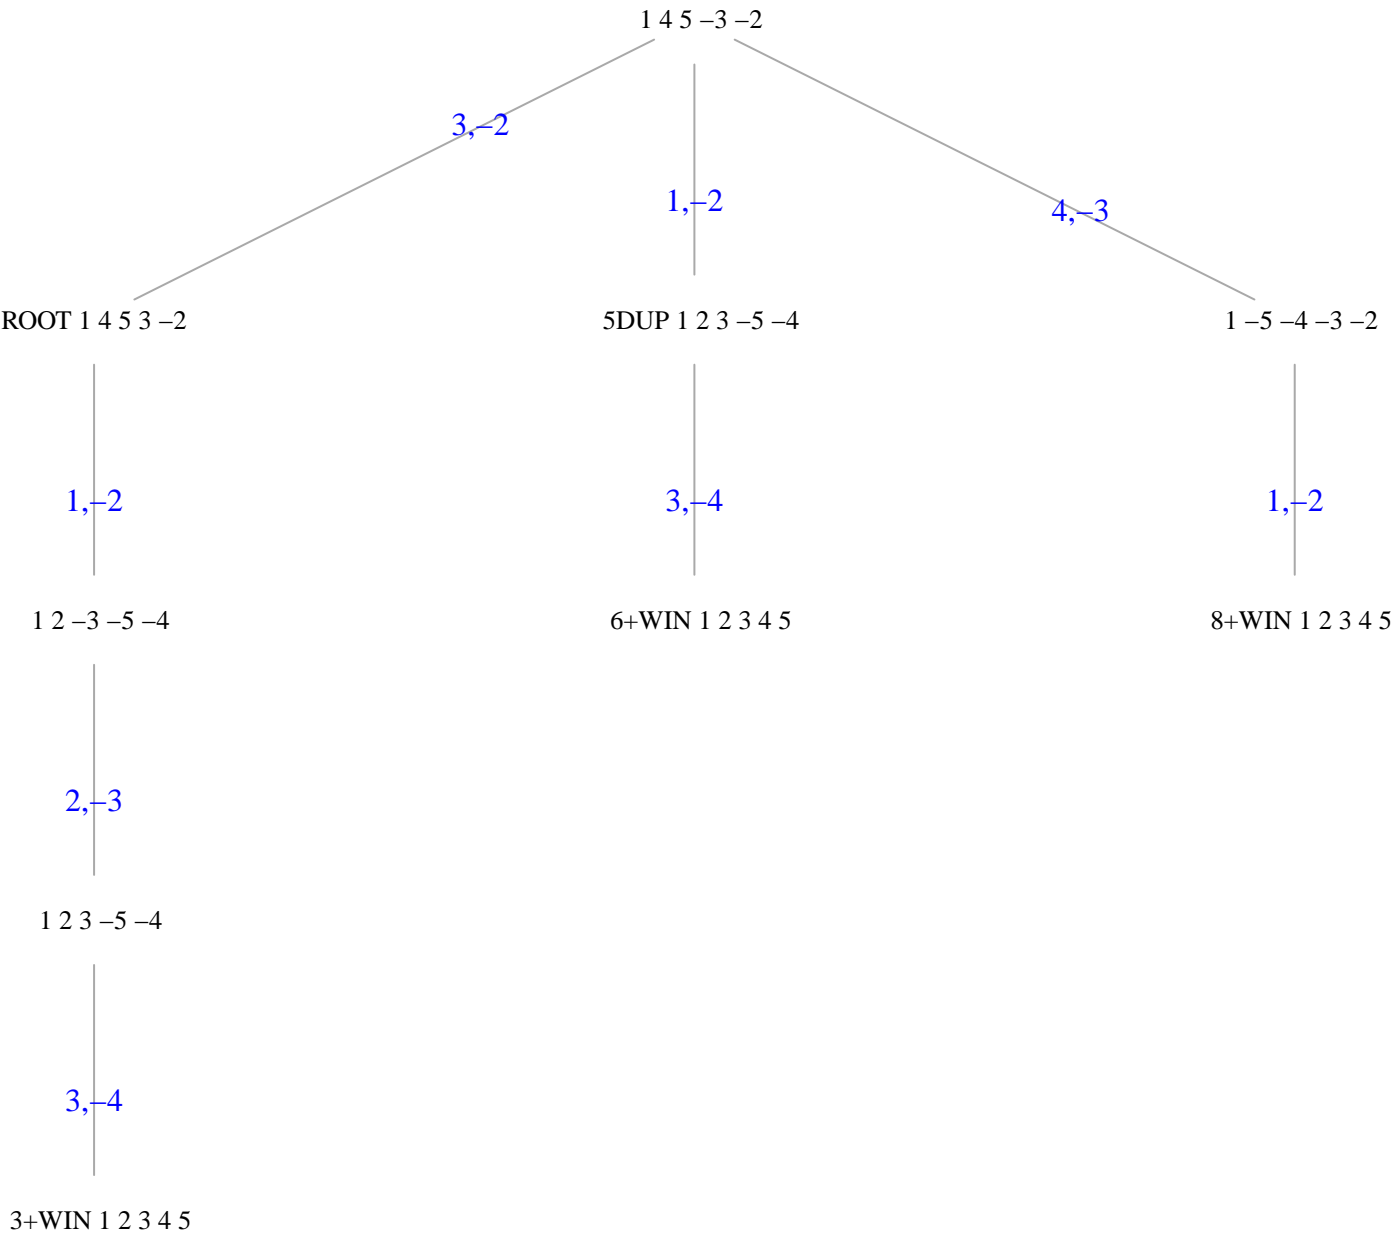 1 4 5 –3 –2
3,–2
1,–2
4,–3
ROOT 1 4 5 3 –2
5DUP 1 2 3 –5 –4
1 –5 –4 –3 –2
1,–2
3,–4
1,–2
1 2 –3 –5 –4
6+WIN 1 2 3 4 5
8+WIN 1 2 3 4 5
2,–3
1 2 3 –5 –4
3,–4
3+WIN 1 2 3 4 5